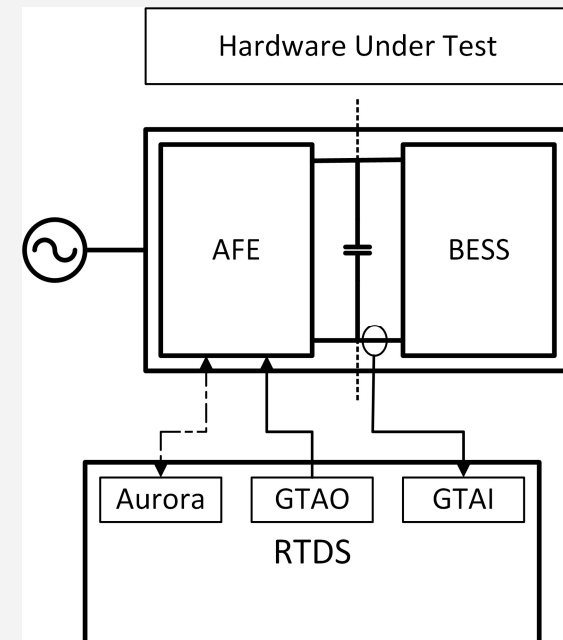 Hardware Under Test
AFE
BESS
Aurora
GTAO
GTAI
RTDS